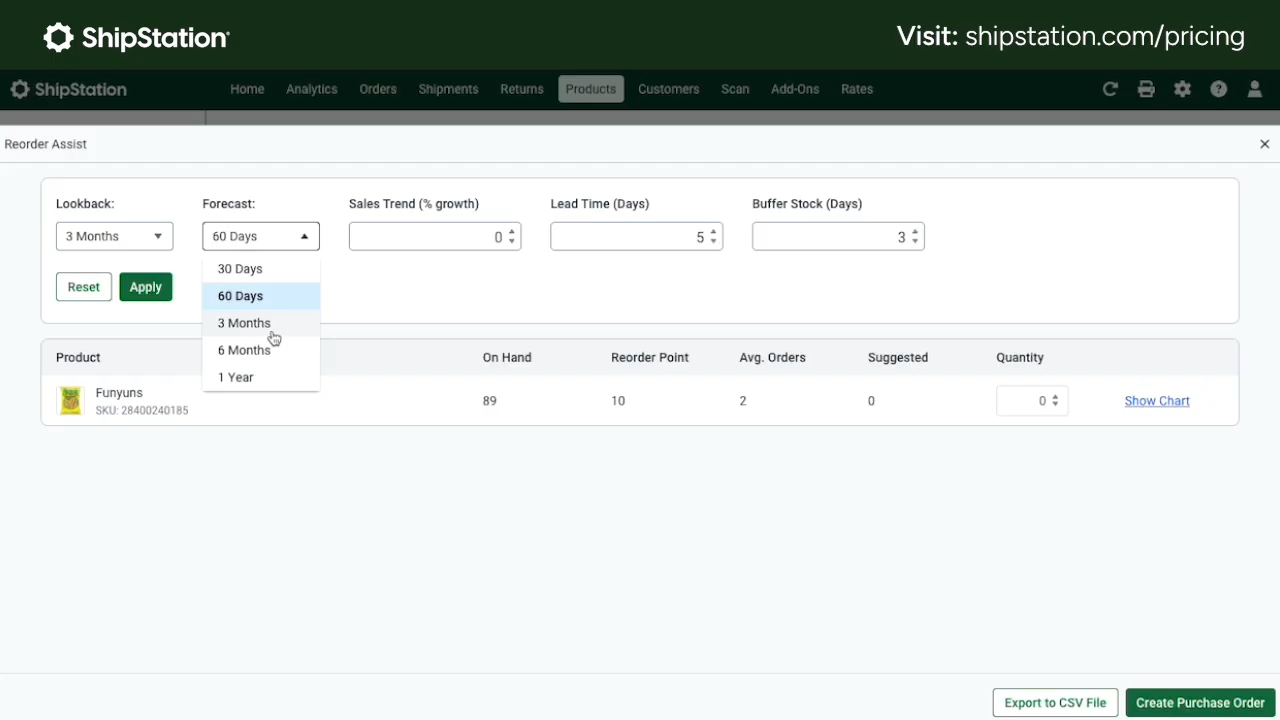 ShipStation
Visit: shipstation.com/pricing
ShipStation Home Analytics Orders Shipments Returns Products Customers Scan Add-Ons Rates
Reorder Assist
Lookback: Forecast: Sales Trend (% growth) Lead Time (Days) Buffer Stock (Days)
3 Months 60 Days 0 5 3
30 Days
Reset Apply
60 Days
3 Months
6 Months
1 Year
Product On Hand Reorder Point Avg. Orders Suggested Quantity
Funyuns
SKU: 28400240185
89 10 2 0 0 Show Chart
Export to CSV File Create Purchase Order